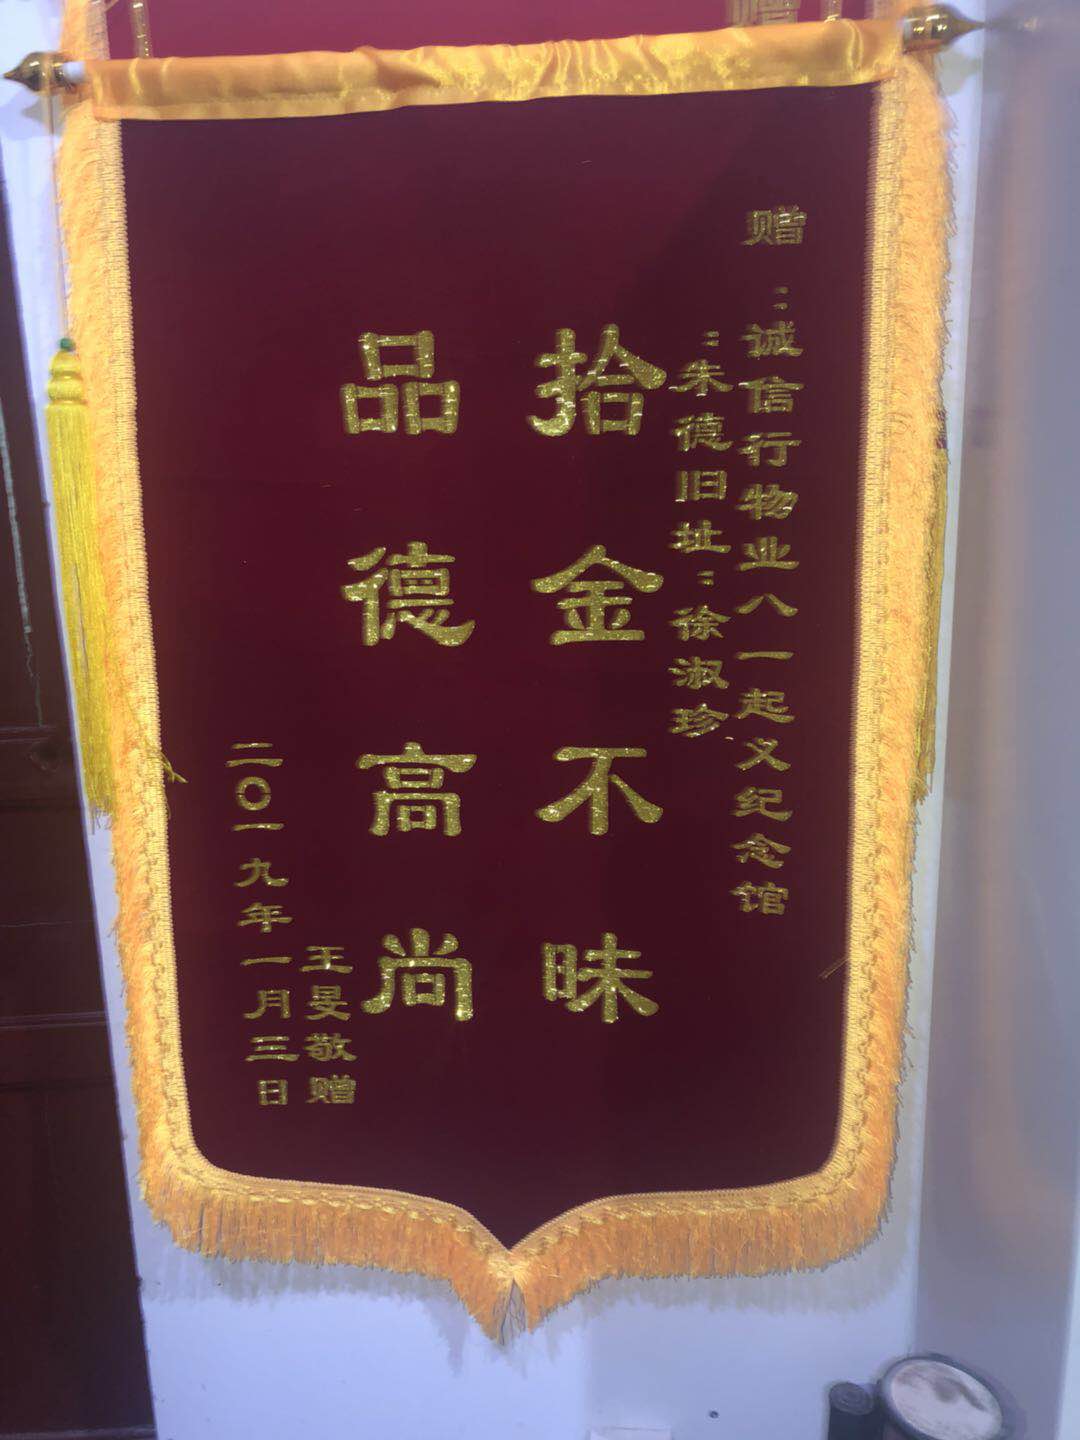 赠：诚信行物业八一起义纪念馆
：朱德旧址：徐淑珍
拾金不昧
品德高尚
王旻敬赠
二〇一九年一月三日
赠